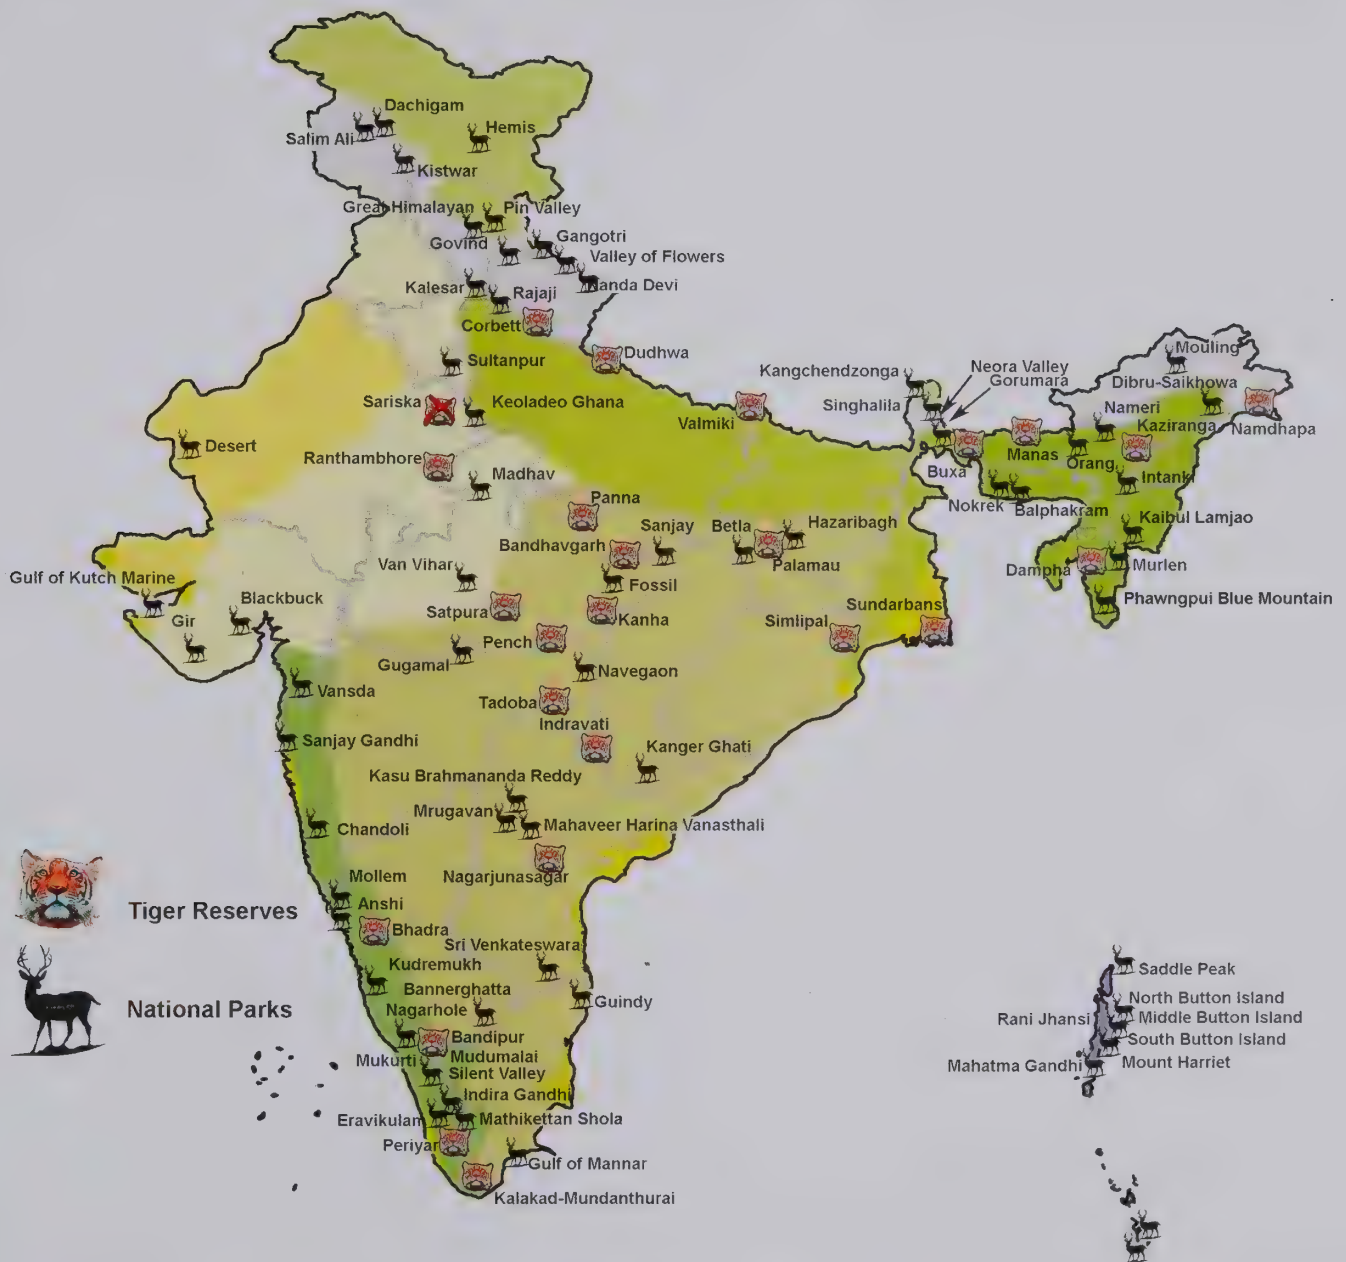 Dachigam
Salim Ali
Hemis
Kistwar
Great Himalayan
Pin Valley
Govind
Gangotri
Valley of Flowers
Nanda Devi
Kalesar
Rajaji
Corbett
Sultanpur
Dudhwa
Kangchendzonga
Neora Valley
Gorumara
Mouling
Dibru-Saikhowa
Sariska
Keoladeo Ghana
Valmiki
Singhalila
Nameri
Kaziranga
Namdhapa
Desert
Ranthambhore
Madhav
Buxa
Manas
Orang
Intanki
Panna
Nokrek
Balphakram
Sanjay
Betla
Hazaribagh
Kaibul Lamjao
Bandhavgarh
Van Vihar
Palamau
Dampha
Murlen
Gulf of Kutch Marine
Fossil
Blackbuck
Phawngpui Blue Mountain
Gir
Satpura
Kanha
Simlipal
Sundarbans
Pench
Gugamal
Navegaon
Vansda
Tadoba
Indravati
Sanjay Gandhi
Kanger Ghati
Kasu Brahmananda Reddy
Mrugavan
Mahaveer Harina Vanasthali
Chandoli
Nagarjunasagar
Mollem
Anshi
Tiger Reserves
Bhadra
Sri Venkateswara
Kudremukh
Bannerghatta
Saddle Peak
National Parks
Nagarhole
Guindy
North Button Island
Rani Jhansi
Middle Button Island
Bandipur
South Button Island
Mukurti
Mudumalai
Mahatma Gandhi
Mount Harriet
Silent Valley
Indira Gandhi
Eravikulam
Mathikettan Shola
Periyar
Gulf of Mannar
Kalakad-Mundanthurai